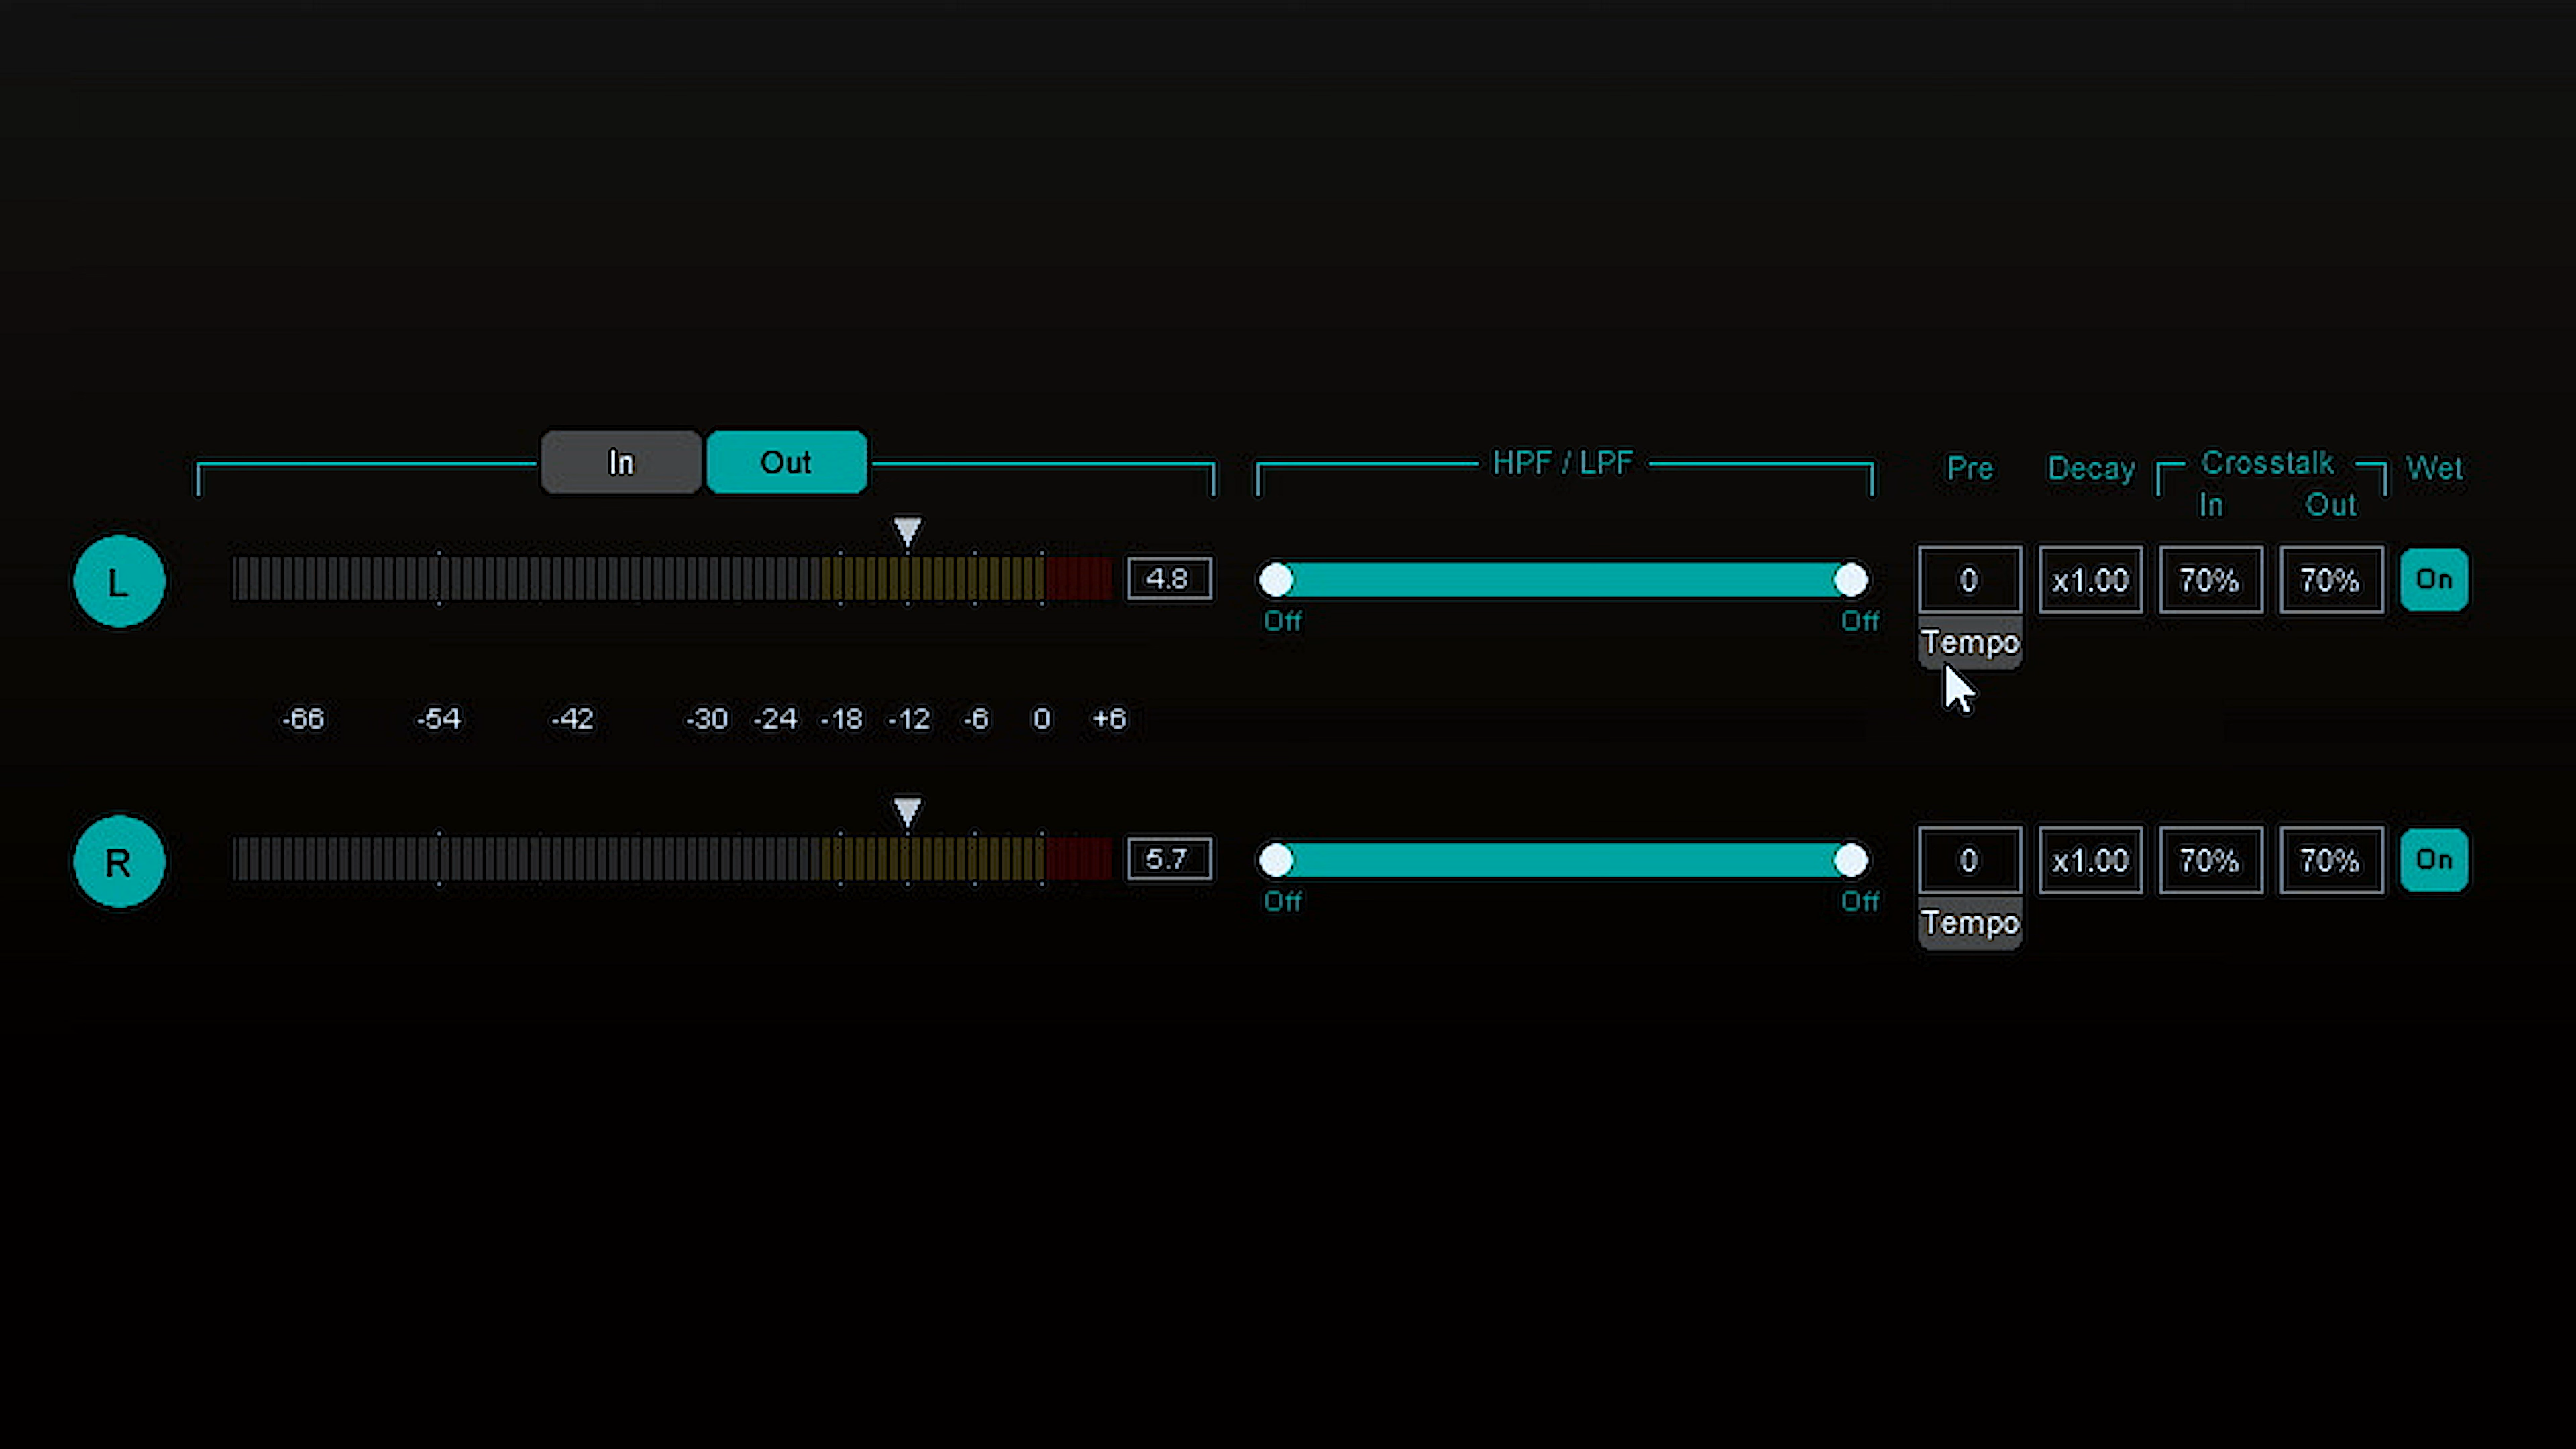 In Out HPF / LPF Pre Decay Crosstalk Wet
In Out
L 4.8 0 x1.00 70% 70% On
Off Off
Tempo
-66 -54 -42 -30 -24 -18 -12 -6 0 +6
R 5.7 0 x1.00 70% 70% On
Off Off
Tempo